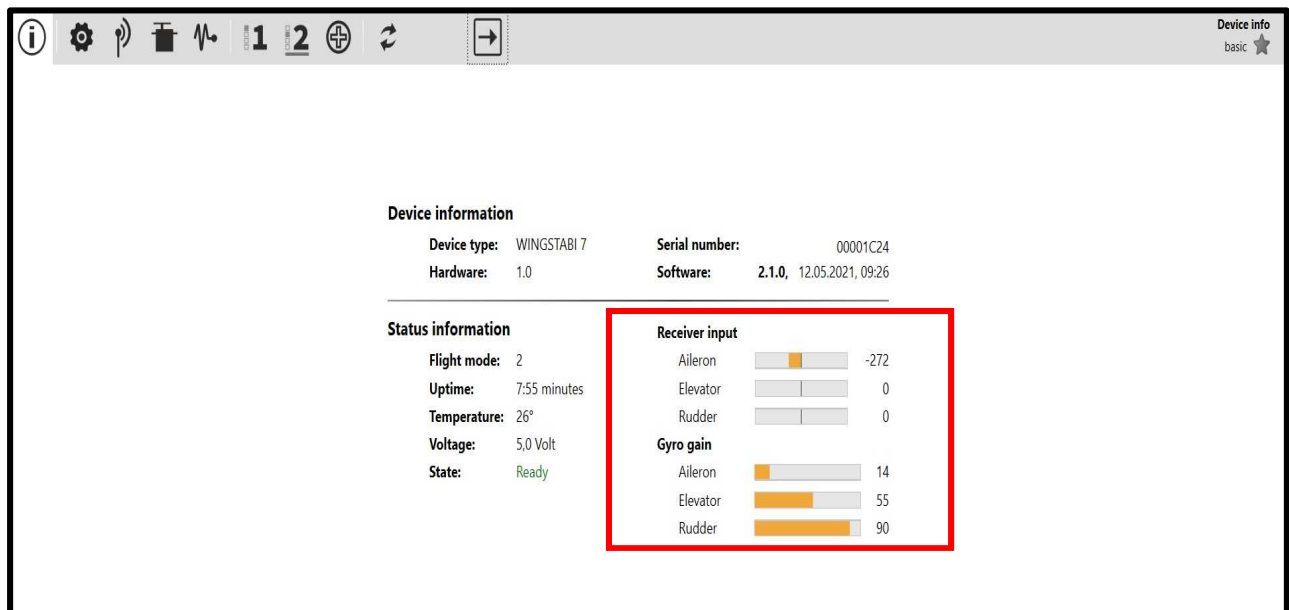 1 2
Device info
basic
Device information
Device type: WINGSTABI 7 Serial number: 00001C24
Hardware: 1.0 Software: 2.1.0, 12.05.2021, 09:26
Status information
Flight mode: 2
Uptime: 7:55 minutes
Temperature: 26°
Voltage: 5,0 Volt
State: Ready
Receiver input
Aileron -272
Elevator 0
Rudder 0
Gyro gain
Aileron 14
Elevator 55
Rudder 90